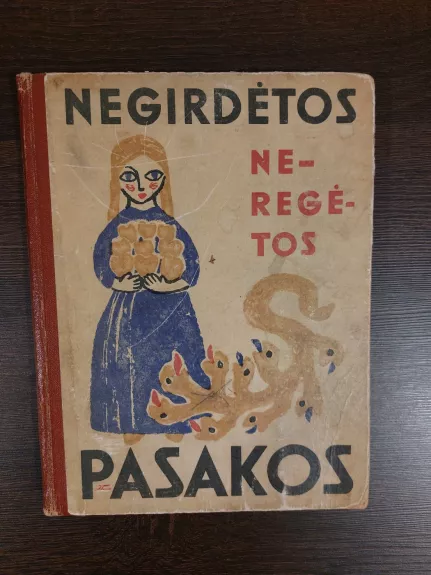 NEGIRDĖTOS
NE-
REGĖ-
TOS
PASAKOS